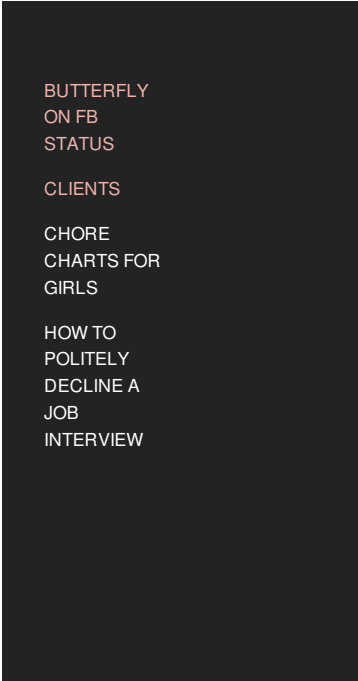 BUTTERFLY
ON FB
STATUS
CLIENTS
CHORE
CHARTS FOR
GIRLS
HOW TO
POLITELY
DECLINE A
JOB
INTERVIEW